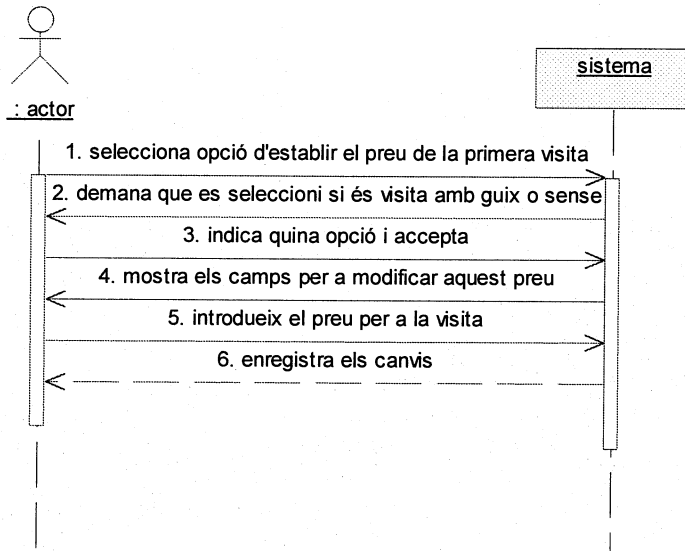 sistema
: actor
1. selecciona opció d'establir el preu de la primera visita
2. demana que es seleccioni si és visita amb guix o sense
3. indica quina opció i accepta
4. mostra els camps per a modificar aquest preu
5. introdueix el preu per a la visita
6. enregistra els canvis